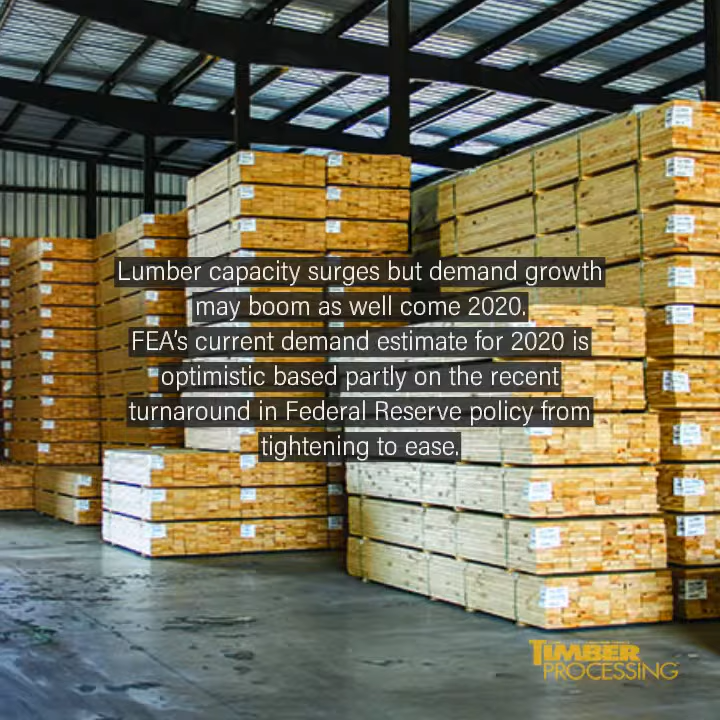 Lumber capacity surges but demand growth
may boom as well come 2020.
FEA's current demand estimate for 2020 is
optimistic based partly on the recent
turnaround in Federal Reserve policy from
tightening to ease.
TIMBER
PROCESSING